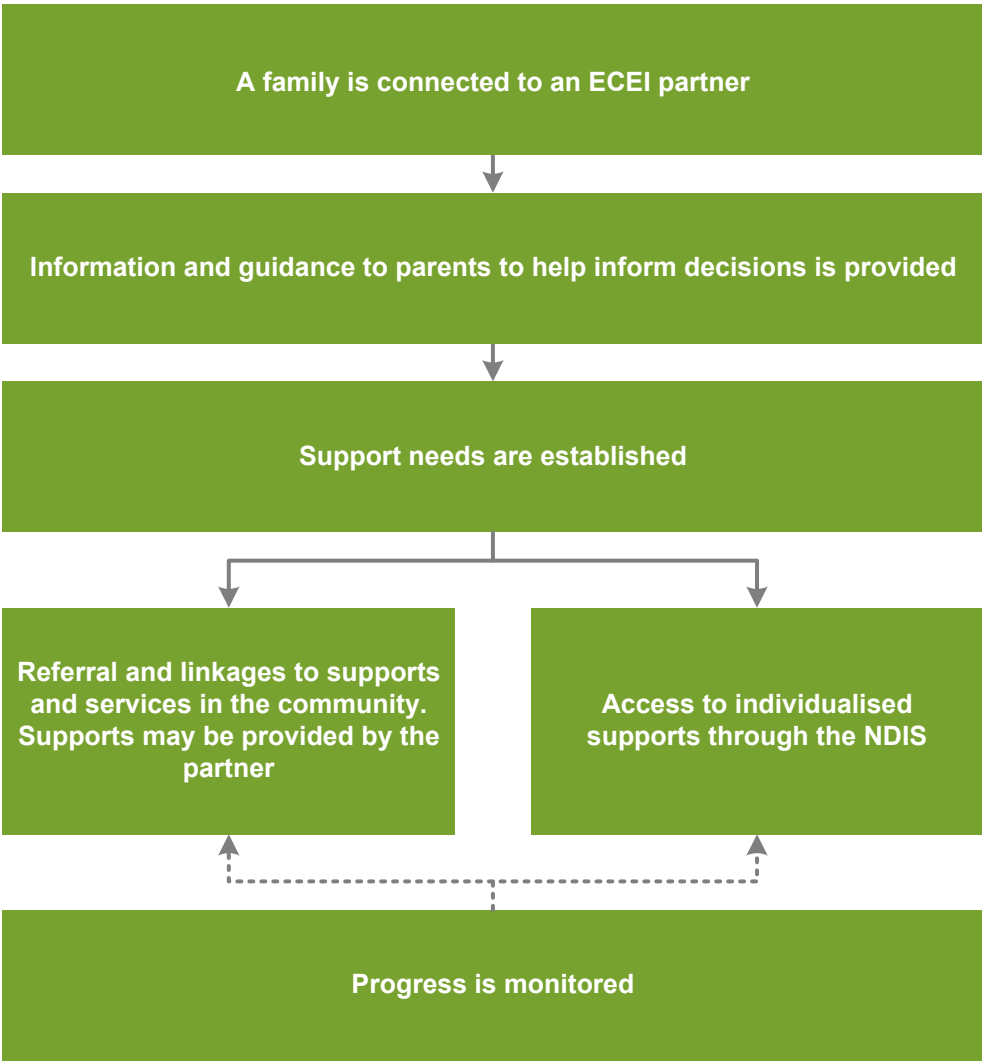 A family is connected to an ECEI partner
Information and guidance to parents to help inform decisions is provided
Support needs are established
Referral and linkages to supports
and services in the community.
Supports may be provided by the
partner
Access to individualised
supports through the NDIS
Progress is monitored